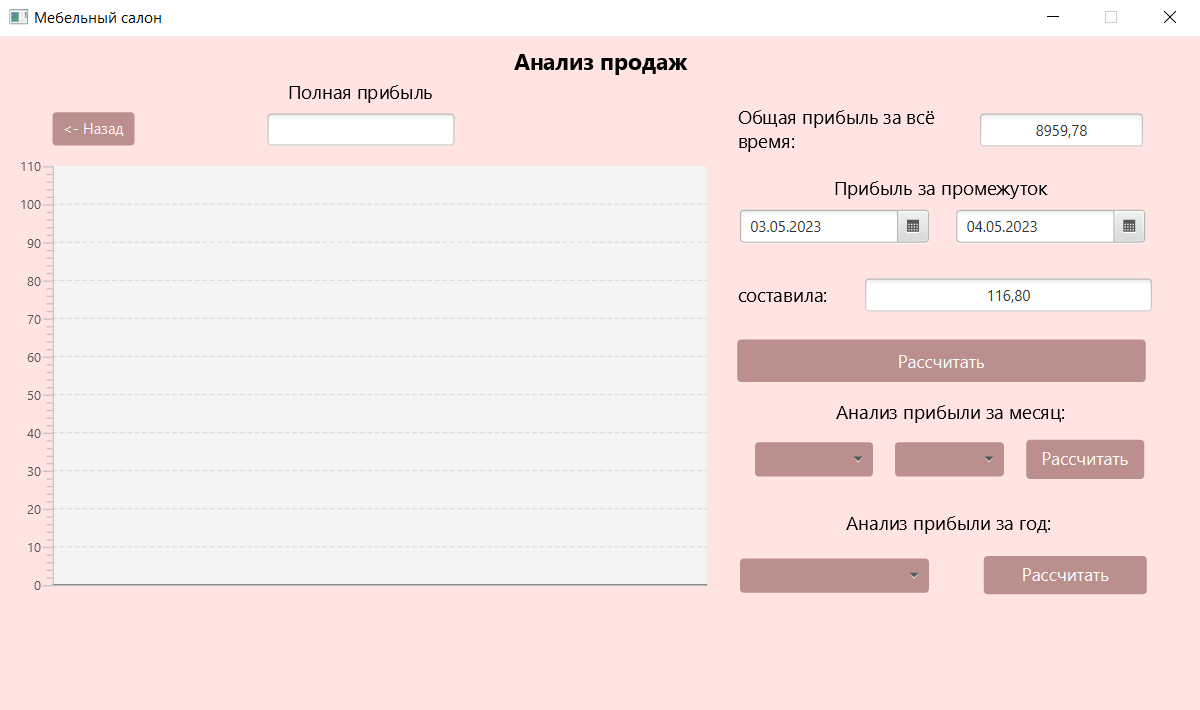 Мебельный салон
Анализ продаж
Полная прибыль
<- Назад
110
100
90
80
70
60
50
40
30
20
10
0
Общая прибыль за всё
время:
8959,78
Прибыль за промежуток
03.05.2023
04.05.2023
составила:
116,80
Рассчитать
Анализ прибыли за месяц:
Рассчитать
Анализ прибыли за год:
Рассчитать